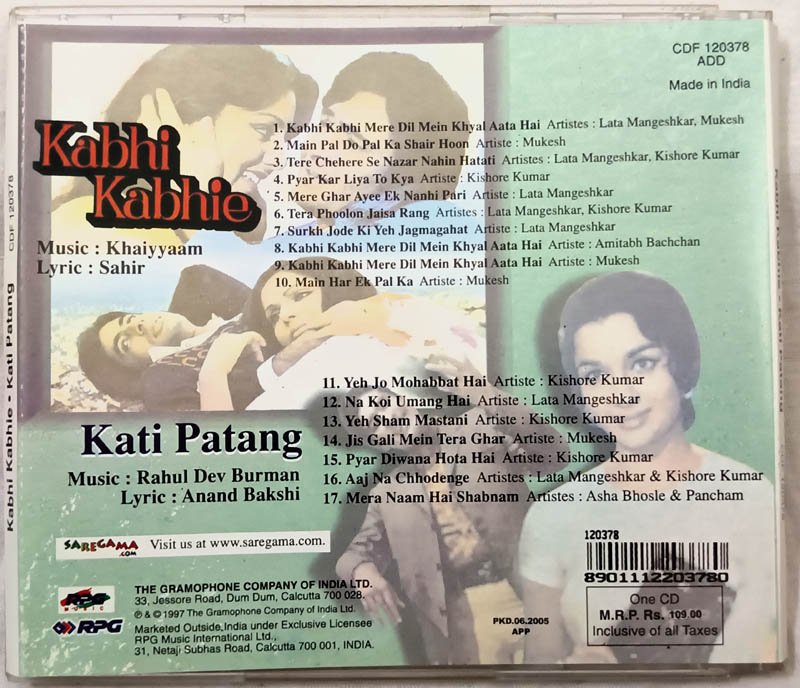 CDF 120378
ADD
Made in India
Kabhi
Kabhie
Music : Khaiyyaam
Lyric : Sahir
1. Kabhi Kabhi Mere Dil Mein Khyal Aata Hai Artistes : Lata Mangeshkar, Mukesh
2. Main Pal Do Pal Ka Shair Hoon Artiste : Mukesh
3. Tere Chehere Se Nazar Nahin Hatati Artistes : Lata Mangeshkar, Kishore Kumar
4. Pyar Kar Liya To Kya Artiste : Kishore Kumar
5. Mere Ghar Ayee Ek Nanhi Pari Artiste : Lata Mangeshkar
6. Tera Phoolon Jaisa Rang Artistes : Lata Mangeshkar, Kishore Kumar
7. Surkh Jode Ki Yeh Jagmagahat Artiste : Lata Mangeshkar
8. Kabhi Kabhi Mere Dil Mein Khyal Aata Hai Artiste : Amitabh Bachchan
9. Kabhi Kabhi Mere Dil Mein Khyal Aata Hai Artiste : Mukesh
10. Main Har Ek Pal Ka Artiste : Mukesh
Kati Patang
Music : Rahul Dev Burman
Lyric : Anand Bakshi
11. Yeh Jo Mohabbat Hai Artiste : Kishore Kumar
12. Na Koi Umang Hai Artiste : Lata Mangeshkar
13. Yeh Sham Mastani Artiste : Kishore Kumar
14. Jis Gali Mein Tera Ghar Artiste : Mukesh
15. Pyar Diwana Hota Hai Artiste : Kishore Kumar
16. Aaj Na Chhodenge Artistes : Lata Mangeshkar & Kishore Kumar
17. Mera Naam Hai Shabnam Artistes : Asha Bhosle & Pancham
SAREGAMA.COM Visit us at www.saregama.com.
RPG MUSIC
RPG
THE GRAMOPHONE COMPANY OF INDIA LTD.
33, Jessore Road, Dum Dum, Calcutta 700 028.
℗ & © 1997 The Gramophone Company of India Ltd.
Marketed Outside India under Exclusive Licensee
RPG Music International Ltd.,
31, Netaji Subhas Road, Calcutta 700 001, INDIA.
PKD.06.2005
APP
120378
8901112203780
One CD
M.R.P. Rs. 109.00
Inclusive of all Taxes
Kabhi Kabhie • Kati Patang CDF 120378
Kabhi Kabhie • Kati Patang